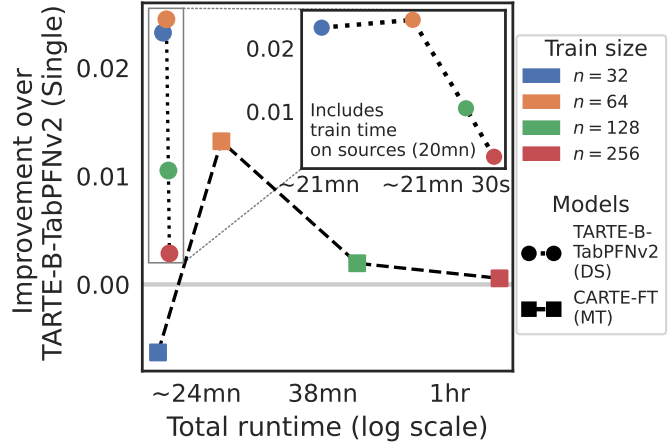 Improvement over
TARTE-B-TabPFNv2 (Single)
0.02
0.01
0.00
0.02
0.01
Includes
train time
on sources (20mn)
~21mn
~21mn 30s
~24mn
38mn
1hr
Total runtime (log scale)
Train size
n = 32
n = 64
n = 128
n = 256
Models
TARTE-B-
TabPFNv2
(DS)
CARTE-FT
(MT)